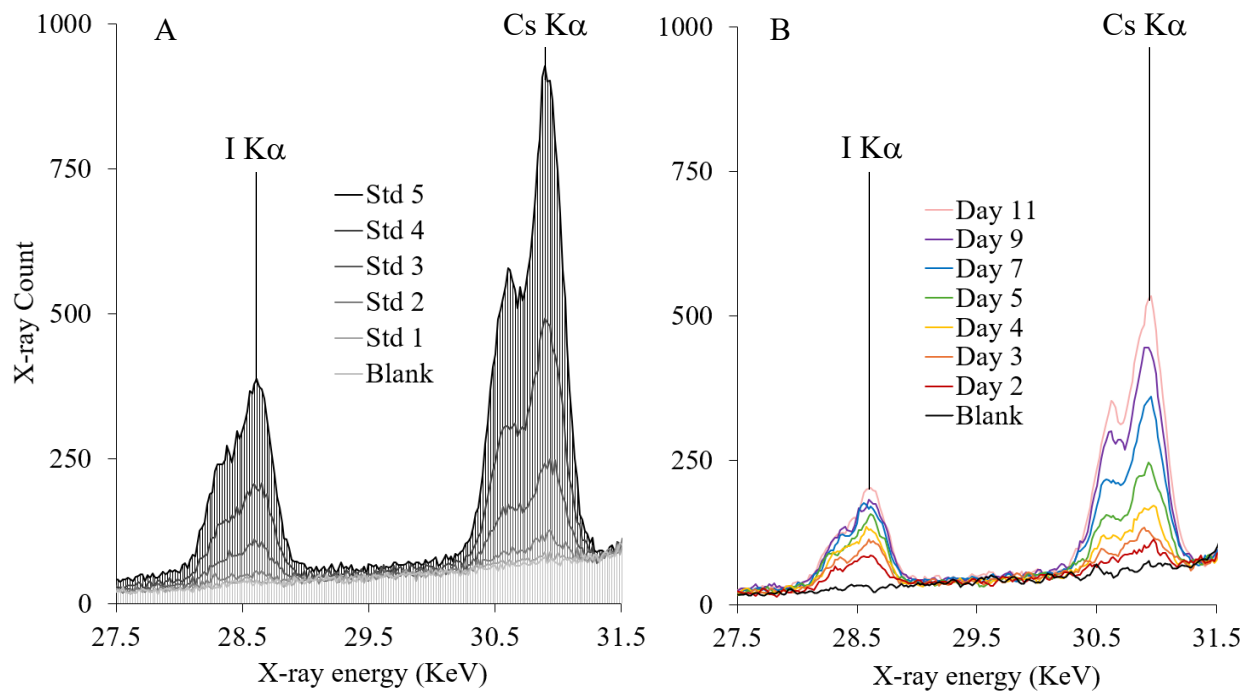 A
1000
750
500
250
0
X-ray Count
I Kα
Cs Kα
Std 5
Std 4
Std 3
Std 2
Std 1
Blank
27.5 28.5 29.5 30.5 31.5
X-ray energy (KeV)
B
1000
750
500
250
0
I Kα
Cs Kα
Day 11
Day 9
Day 7
Day 5
Day 4
Day 3
Day 2
Blank
27.5 28.5 29.5 30.5 31.5
X-ray energy (KeV)